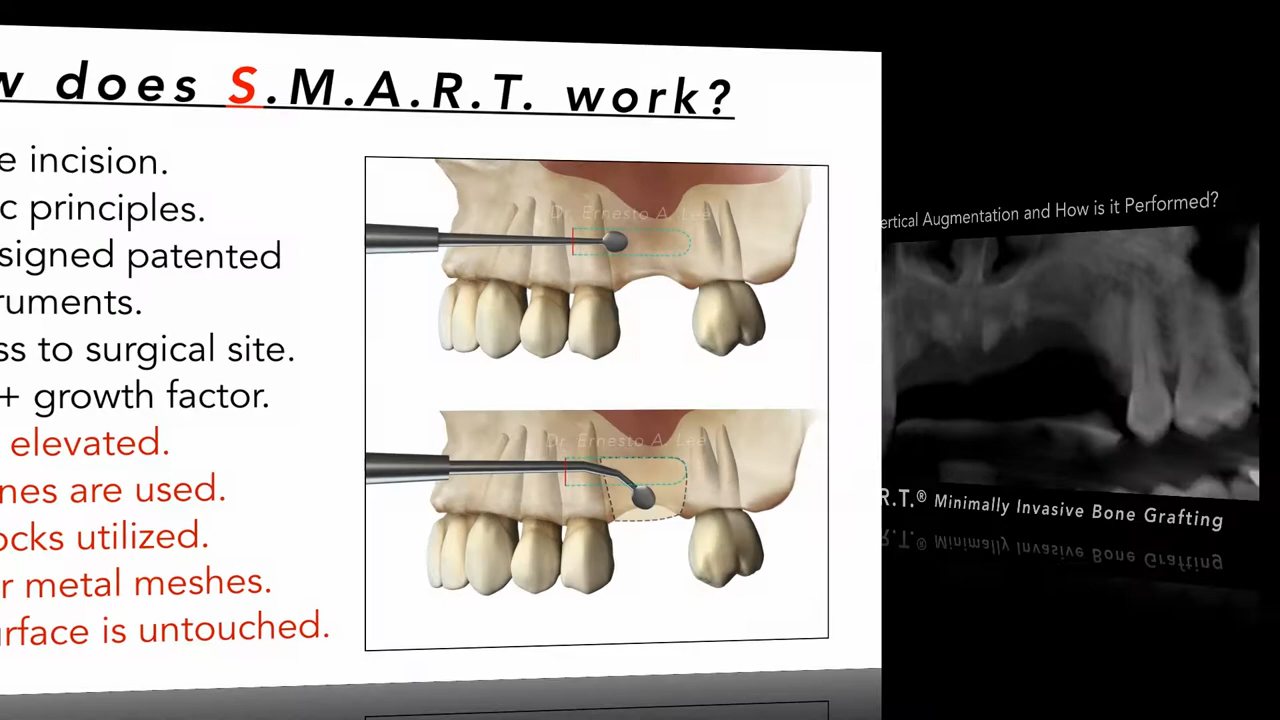 w does S.M.A.R.T. work?
e incision.
c principles.
signed patented
ruments.
ss to surgical site.
+ growth factor.
elevated.
nes are used.
ocks utilized.
r metal meshes.
urface is untouched.
Dr. Ernesto A. Lee
Dr. Ernesto A. Lee
ertical Augmentation and How is it Performed?
R.T.® Minimally Invasive Bone Grafting